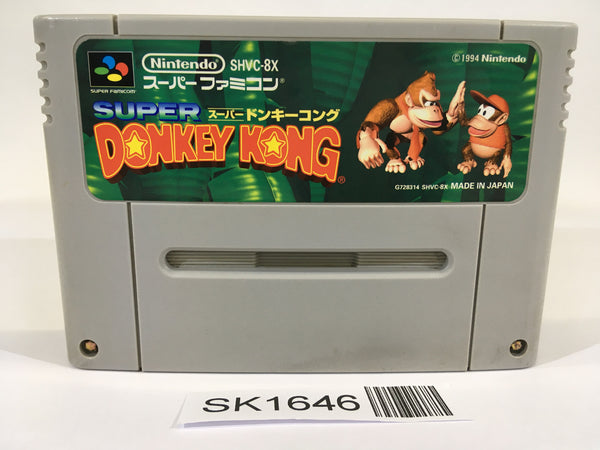 SUPER FAMICOM
Nintendo® SHVC-8X
スーパーファミコン®
© 1994 Nintendo
SUPER スーパードンキーコング
DONKEY KONG®
G728314 SHVC-8X MADE IN JAPAN
SK1646